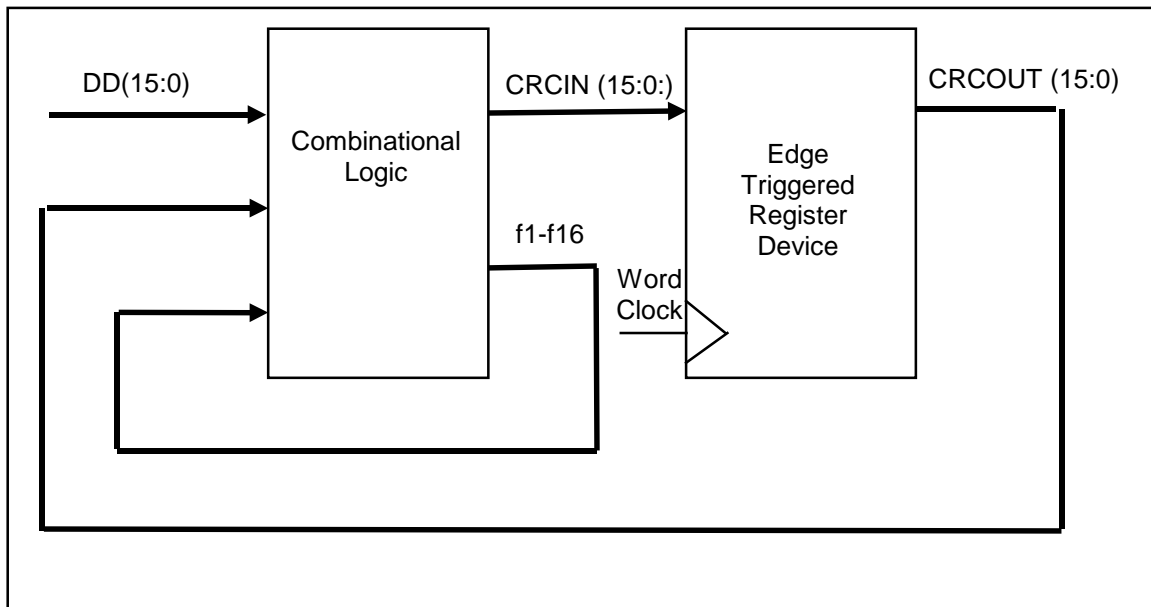 DD(15:0)
Combinational
Logic
CRCIN (15:0:)
f1-f16
Edge
Triggered
Register
Device
Word
Clock
CRCOUT (15:0)